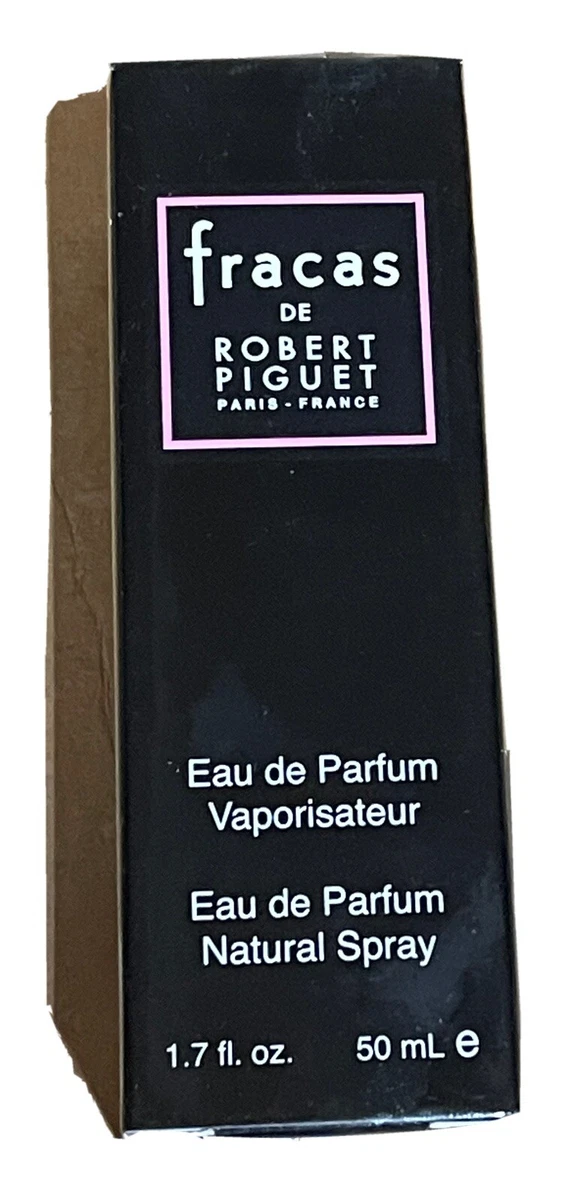 fracas
DE
ROBERT
PIGUET
PARIS - FRANCE
Eau de Parfum
Vaporisateur
Eau de Parfum
Natural Spray
1.7 fl. oz. 50 mL e